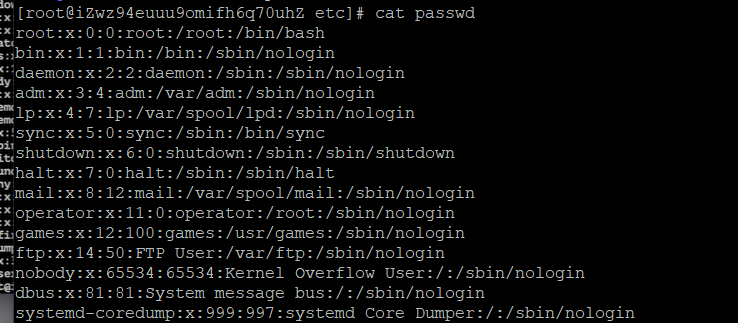 [root@iZwz94euuu9omifh6q70uhZ etc]# cat passwd
root:x:0:0:root:/root:/bin/bash
bin:x:1:1:bin:/bin:/sbin/nologin
daemon:x:2:2:daemon:/sbin:/sbin/nologin
adm:x:3:4:adm:/var/adm:/sbin/nologin
lp:x:4:7:lp:/var/spool/lpd:/sbin/nologin
sync:x:5:0:sync:/sbin:/bin/sync
shutdown:x:6:0:shutdown:/sbin:/sbin/shutdown
halt:x:7:0:halt:/sbin:/sbin/halt
mail:x:8:12:mail:/var/spool/mail:/sbin/nologin
operator:x:11:0:operator:/root:/sbin/nologin
games:x:12:100:games:/usr/games:/sbin/nologin
ftp:x:14:50:FTP User:/var/ftp:/sbin/nologin
nobody:x:65534:65534:Kernel Overflow User:/:/sbin/nologin
dbus:x:81:81:System message bus:/:/sbin/nologin
systemd-coredump:x:999:997:systemd Core Dumper:/:/sbin/nologin